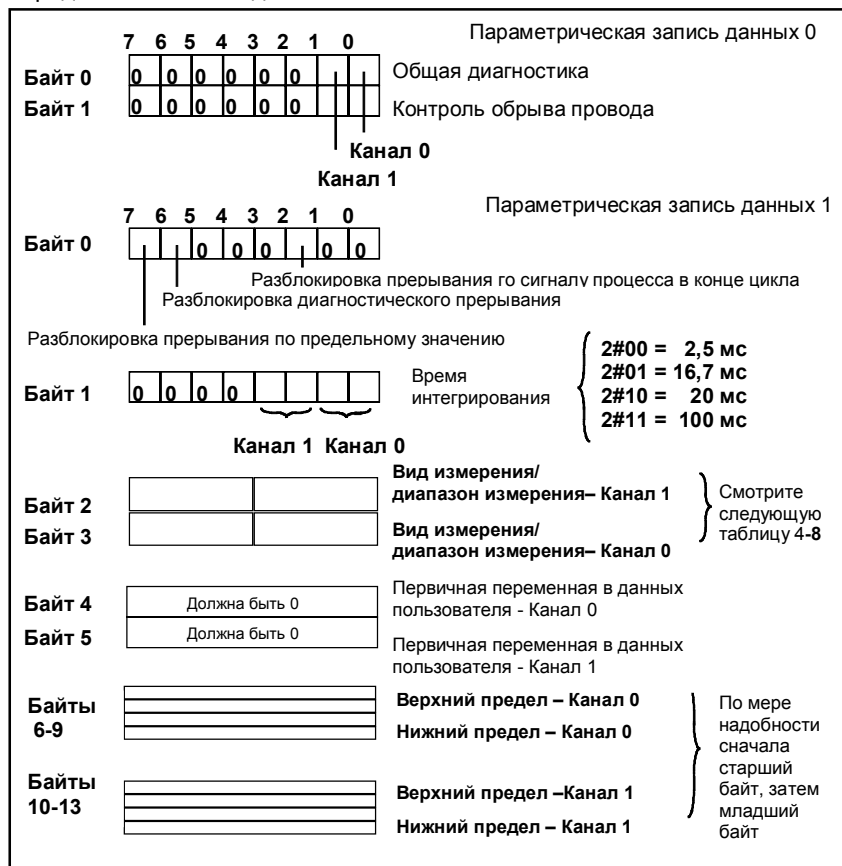 Параметрическая запись данных 0
7 6 5 4 3 2 1 0
Байт 0 0 0 0 0 0 0 Общая диагностика
Байт 1 0 0 0 0 0 0 Контроль обрыва провода
Канал 0
Канал 1
Параметрическая запись данных 1
7 6 5 4 3 2 1 0
Байт 0 0 0 0 0 0
Разблокировка прерывания го сигналу процесса в конце цикла
Разблокировка диагностического прерывания
Разблокировка прерывания по предельному значению
Байт 1 0 0 0 0
Время
интегрирования
2#00 = 2,5 мс
2#01 = 16,7 мс
2#10 = 20 мс
2#11 = 100 мс
Канал 1 Канал 0
Байт 2
Вид измерения/
диапазон измерения– Канал 1
Байт 3
Вид измерения/
диапазон измерения– Канал 0
Смотрите
следующую
таблицу 4-8
Байт 4 Должна быть 0
Первичная переменная в данных
пользователя - Канал 0
Байт 5 Должна быть 0
Первичная переменная в данных
пользователя - Канал 1
Байты
6-9
Верхний предел – Канал 0
Нижний предел – Канал 0
Байты
10-13
Верхний предел –Канал 1
Нижний предел – Канал 1
По мере
надобности
сначала
старший
байт, затем
младший
байт